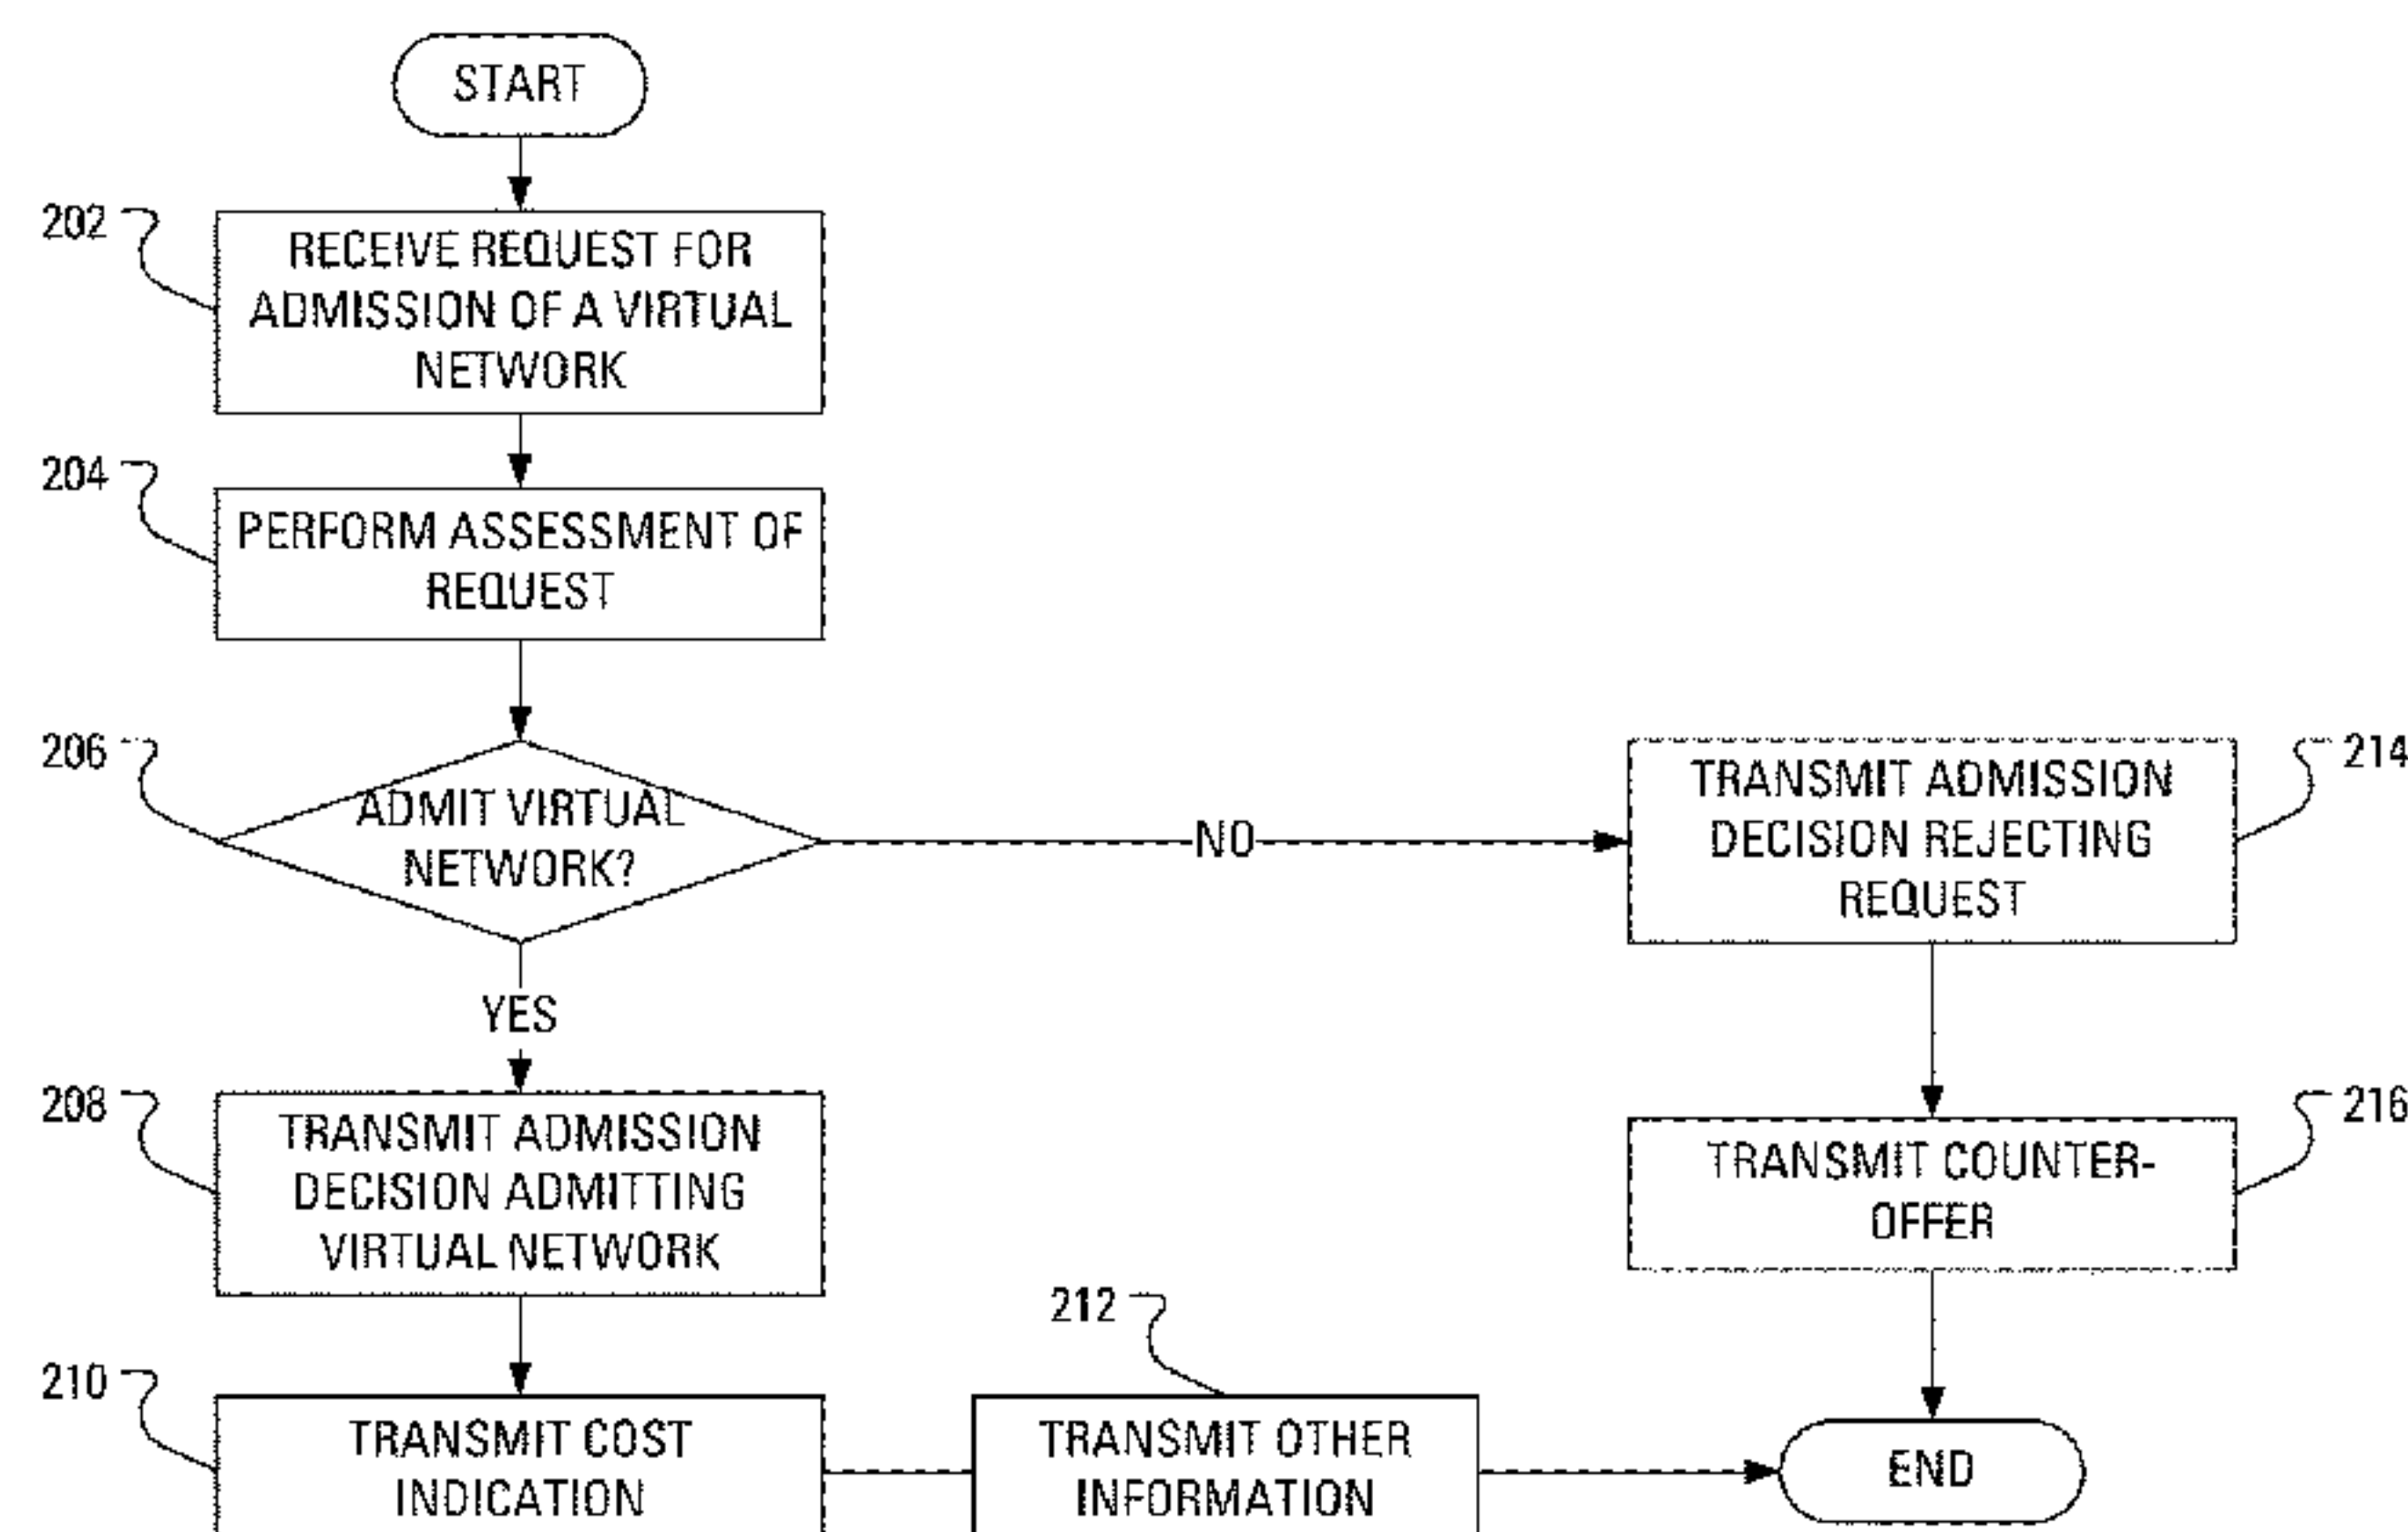 START
202
RECEIVE REQUEST FOR
ADMISSION OF A VIRTUAL
NETWORK
204
PERFORM ASSESSMENT OF
REQUEST
206
ADMIT VIRTUAL
NETWORK?
NO
TRANSMIT ADMISSION
DECISION REJECTING
REQUEST
214
YES
208
TRANSMIT ADMISSION
DECISION ADMITTING
VIRTUAL NETWORK
TRANSMIT COUNTER-
OFFER
216
210
TRANSMIT COST
INDICATION
212
TRANSMIT OTHER
INFORMATION
END